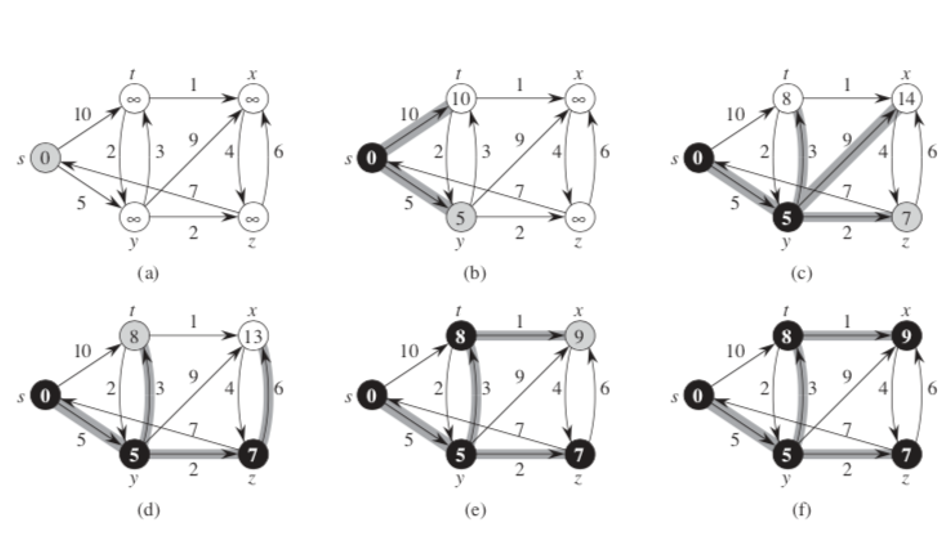 t x t x t x
1 1 1
∞ ∞ 10 ∞ 8 14
10 10 10
9 9 9
s 0 2 3 4 6 s 0 2 3 4 6 s 0 2 3 4 6
5 7 5 7 5 7
∞ ∞ 5 ∞ 5 7
2 2 2
y z y z y z
(a) (b) (c)
t x t x t x
1 1 1
8 13 8 9 8 9
10 10 10
9 9 9
s 0 2 3 4 6 s 0 2 3 4 6 s 0 2 3 4 6
5 7 5 7 5 7
5 7 5 7 5 7
2 2 2
y z y z y z
(d) (e) (f)